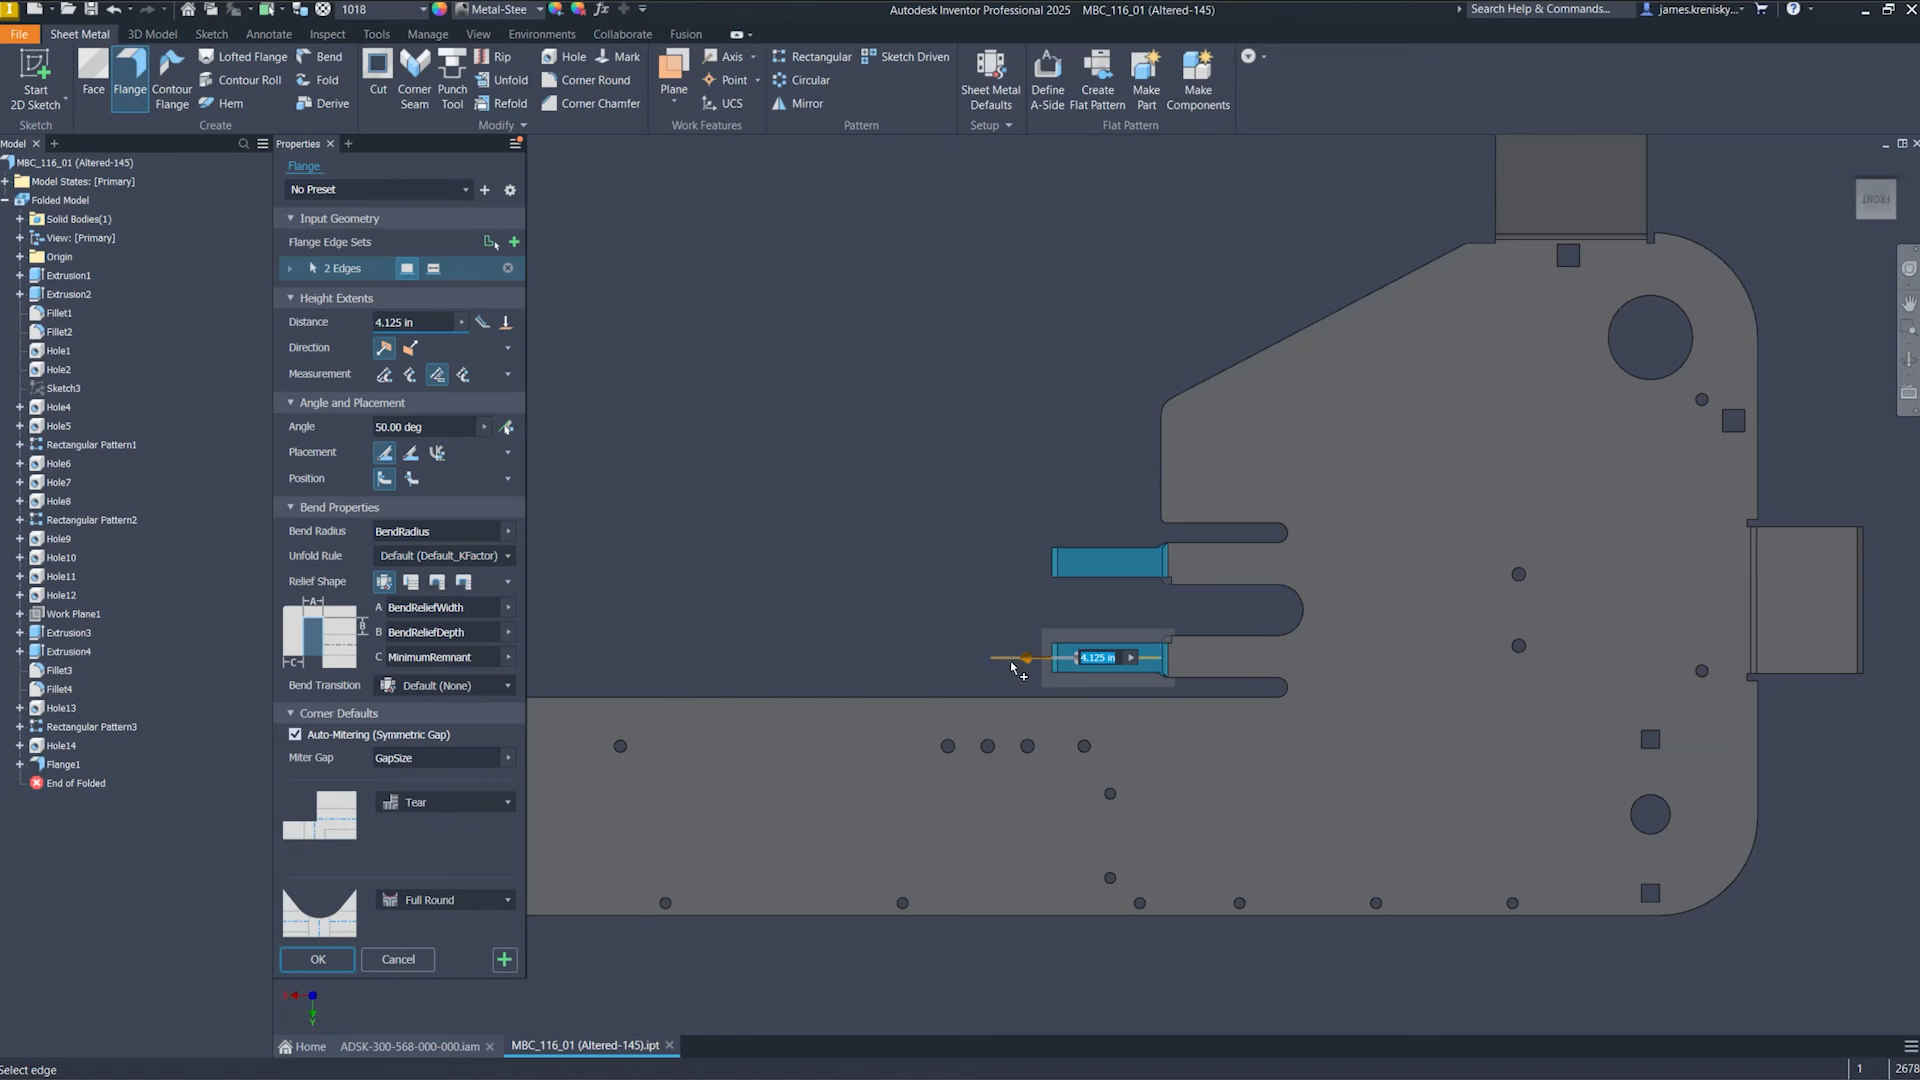 1018
Metal-Stee
Autodesk Inventor Professional 2025 MBC_116_01 (Altered-145)
Search Help & Commands...
james.krenisky...
File
Sheet Metal
3D Model
Sketch
Annotate
Inspect
Tools
Manage
View
Environments
Collaborate
Fusion
Start
2D Sketch
Face
Flange
Contour
Flange
Lofted Flange
Contour Roll
Hem
Bend
Fold
Derive
Cut
Corner
Seam
Punch
Tool
Rip
Unfold
Refold
Hole
Mark
Corner Round
Corner Chamfer
Plane
Axis
Point
UCS
Rectangular
Sketch Driven
Circular
Mirror
Sheet Metal
Defaults
Define
A-Side
Create
Flat Pattern
Make
Part
Make
Components
Sketch
Create
Modify
Work Features
Pattern
Setup
Flat Pattern
Model
MBC_116_01 (Altered-145)
Model States: [Primary]
Folded Model
Solid Bodies(1)
View: [Primary]
Origin
Extrusion1
Extrusion2
Fillet1
Fillet2
Hole1
Hole2
Sketch3
Hole4
Hole5
Rectangular Pattern1
Hole6
Hole7
Hole8
Rectangular Pattern2
Hole9
Hole10
Hole11
Hole12
Work Plane1
Extrusion3
Extrusion4
Fillet3
Fillet4
Hole13
Rectangular Pattern3
Hole14
Flange1
End of Folded
Properties
Flange
No Preset
Input Geometry
Flange Edge Sets
2 Edges
Height Extents
Distance 4.125 in
Direction
Measurement
Angle and Placement
Angle 50.00 deg
Placement
Position
Bend Properties
Bend Radius BendRadius
Unfold Rule Default (Default_KFactor)
Relief Shape
A
B
C
A BendReliefWidth
B BendReliefDepth
C MinimumRemnant
Bend Transition Default (None)
Corner Defaults
Auto-Mitering (Symmetric Gap)
Miter Gap GapSize
Tear
Full Round
OK
Cancel
FRONT
4.125 in
Y
Home
ADSK-300-568-000-000.iam
MBC_116_01 (Altered-145).ipt
Select edge
1
2678